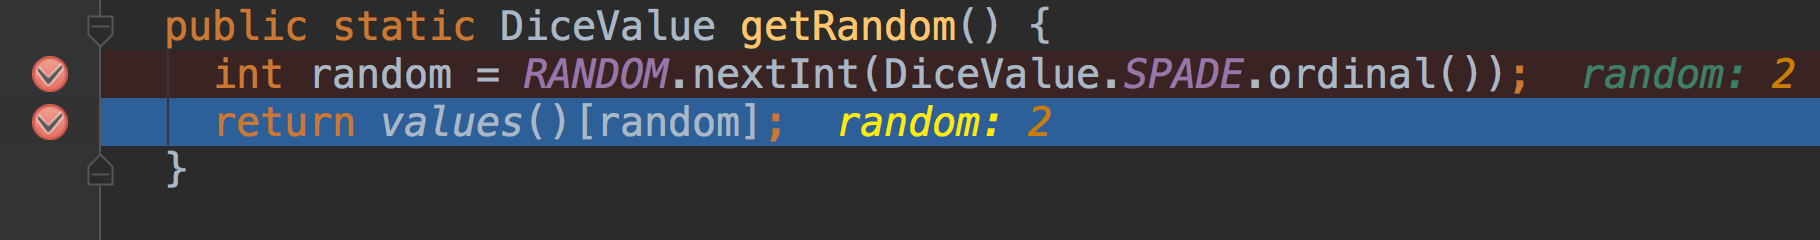 public static DiceValue getRandom() {
int random = RANDOM.nextInt(DiceValue.SPADE.ordinal()); random: 2
return values()[random]; random: 2
}